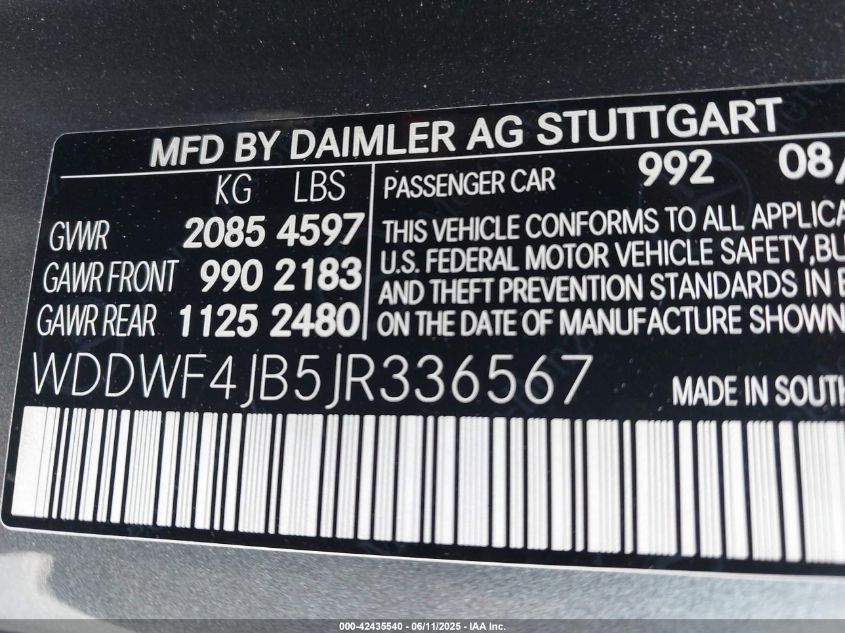 MFD BY DAIMLER AG STUTTGART
KG LBS
GVWR 2085 4597
GAWR FRONT 990 2183
GAWR REAR 1125 2480
PASSENGER CAR 992 08/
THIS VEHICLE CONFORMS TO ALL APPLICA
U.S. FEDERAL MOTOR VEHICLE SAFETY,BU
AND THEFT PREVENTION STANDARDS IN E
ON THE DATE OF MANUFACTURE SHOWN
WDDWF4JB5JR336567
MADE IN SOUTH
000-42435540 - 06/11/2025 - IAA Inc.